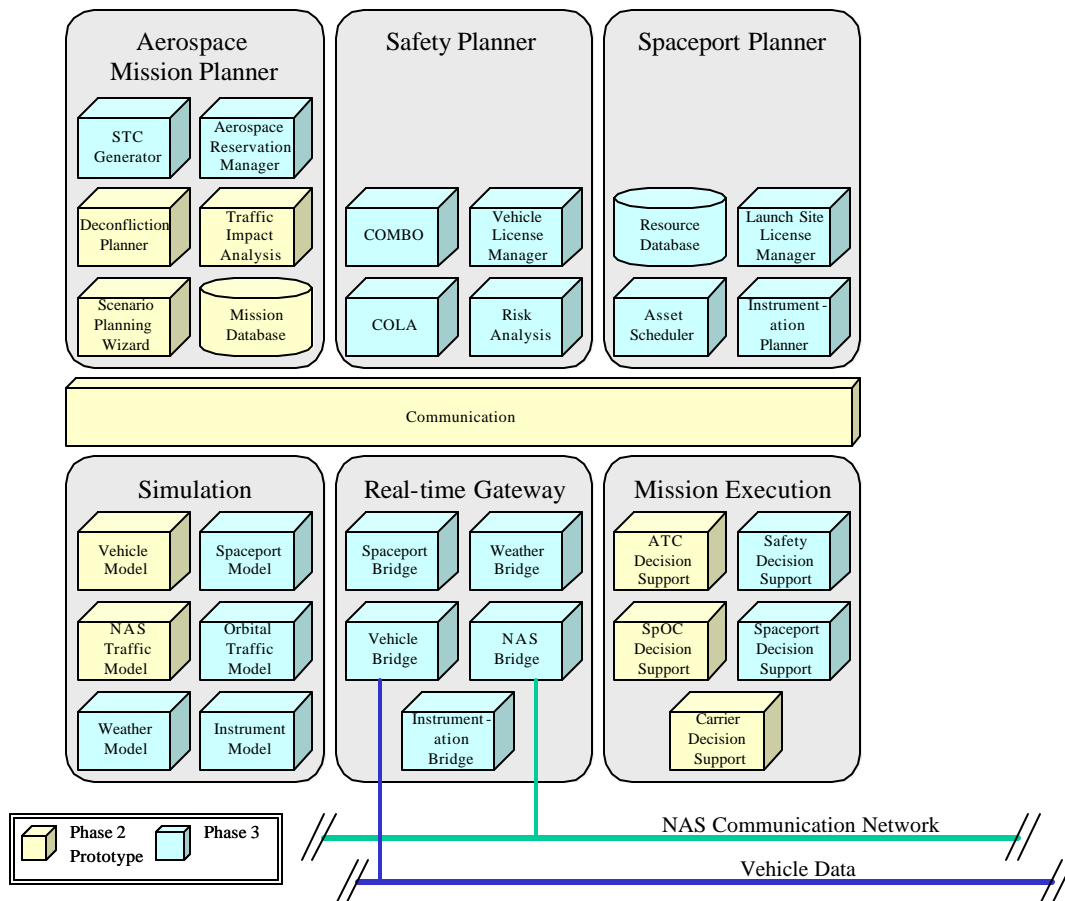 Aerospace
Mission Planner
STC
Generator
Aerospace
Reservation
Manager
Deconfliction
Planner
Traffic
Impact
Analysis
Scenario
Planning
Wizard
Mission
Database
Safety Planner
COMBO
Vehicle
License
Manager
COLA
Risk
Analysis
Spaceport Planner
Resource
Database
Launch Site
License
Manager
Asset
Scheduler
Instrument-
ation
Planner
Communication
Simulation
Vehicle
Model
Spaceport
Model
NAS
Traffic
Model
Orbital
Traffic
Model
Weather
Model
Instrument
Model
Real-time Gateway
Spaceport
Bridge
Weather
Bridge
Vehicle
Bridge
NAS
Bridge
Instrument-
ation
Bridge
Mission Execution
ATC
Decision
Support
Safety
Decision
Support
SpOC
Decision
Support
Spaceport
Decision
Support
Carrier
Decision
Support
Phase 2
Prototype
Phase 3
NAS Communication Network
Vehicle Data